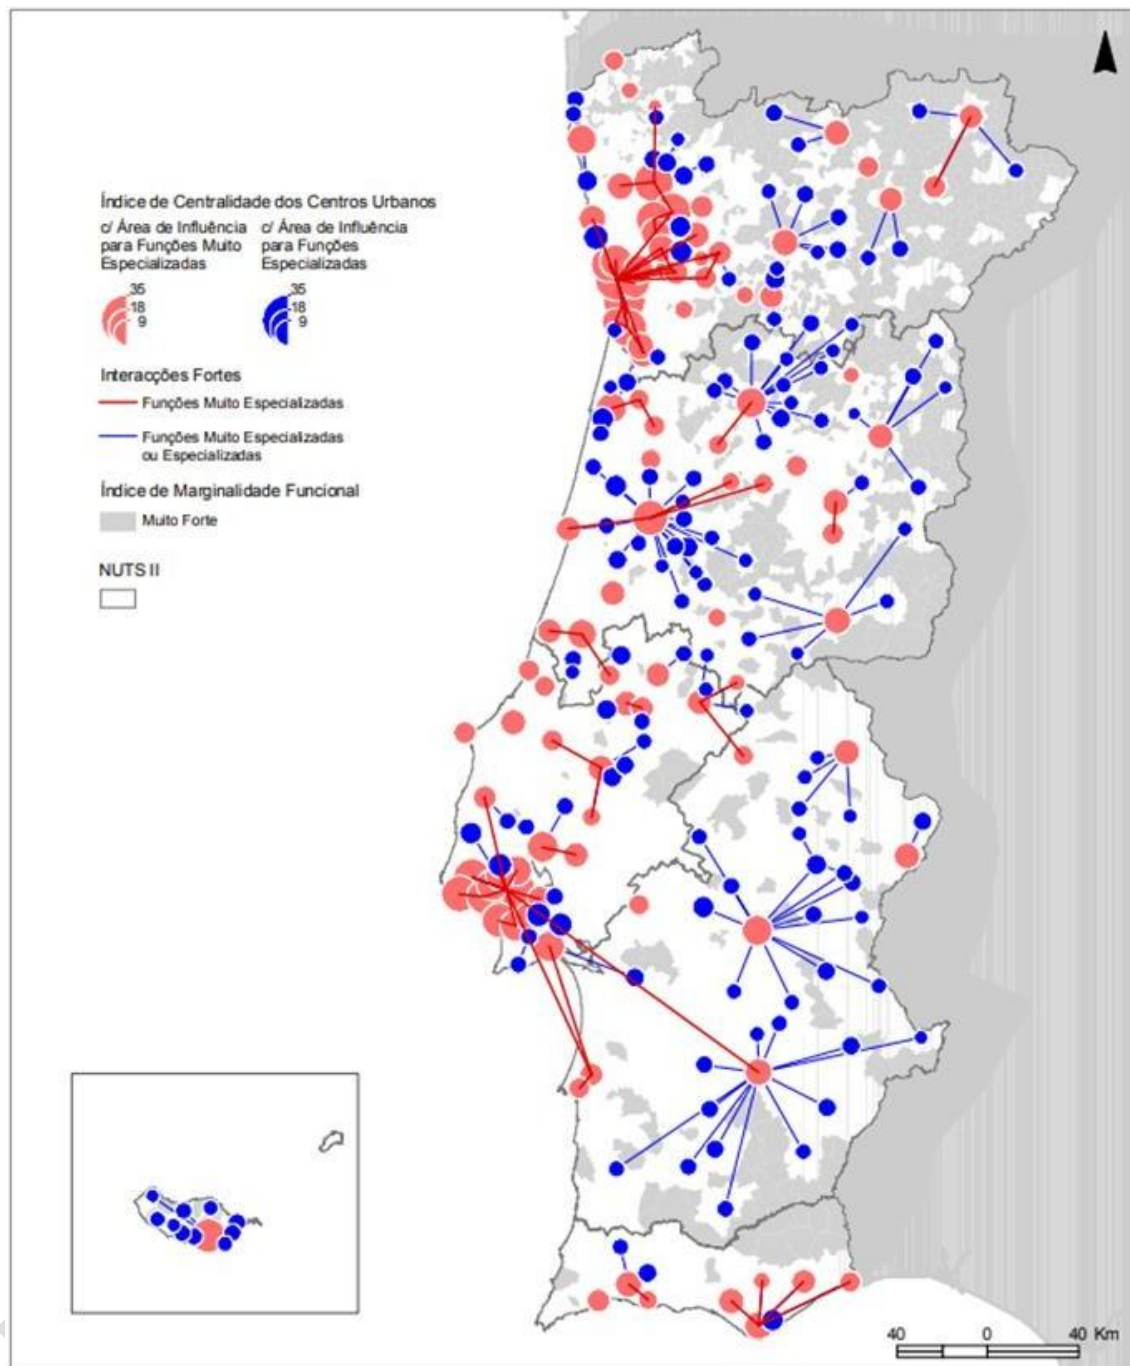 Índice de Centralidade dos Centros Urbanos
c/ Área de Influência
para Funções Muito
Especializadas
c/ Área de Influência
para Funções
Especializadas
35
18
9
35
18
9
Interacções Fortes
Funções Muito Especializadas
Funções Muito Especializadas
ou Especializadas
Índice de Marginalidade Funcional
Muito Forte
NUTS II
40 0 40 Km